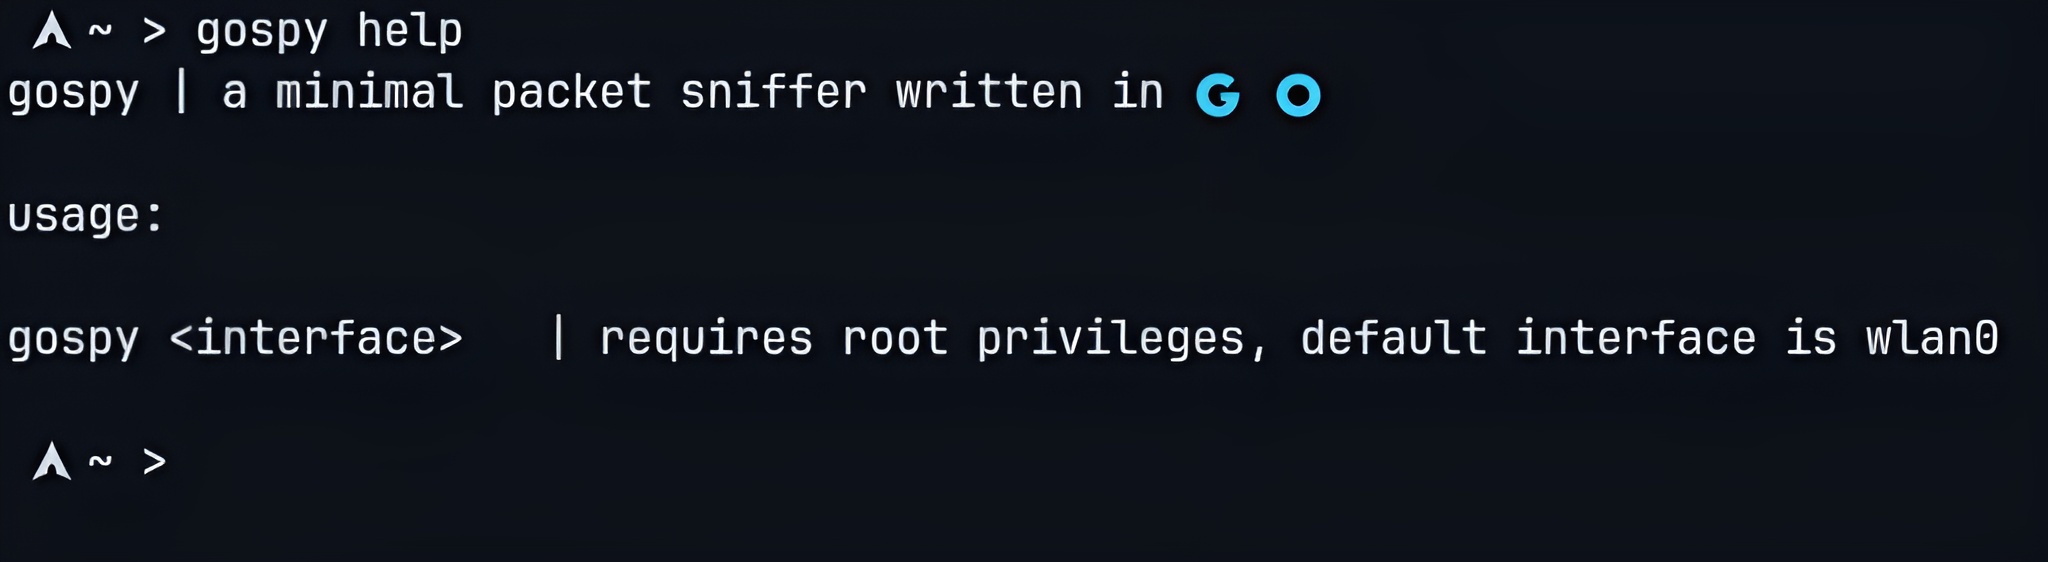 ~ > gospy help
gospy | a minimal packet sniffer written in G O
usage:
gospy <interface>   | requires root privileges, default interface is wlan0
~ >